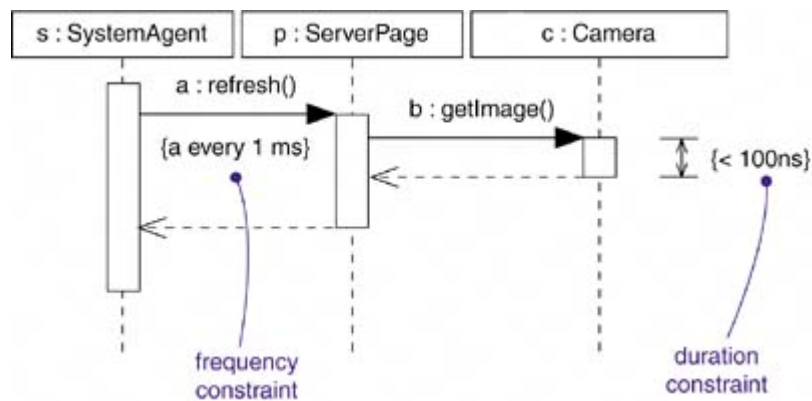 s : SystemAgent
p : ServerPage
c : Camera
a : refresh()
b : getImage()
{a every 1 ms}
{< 100ns}
frequency
constraint
duration
constraint